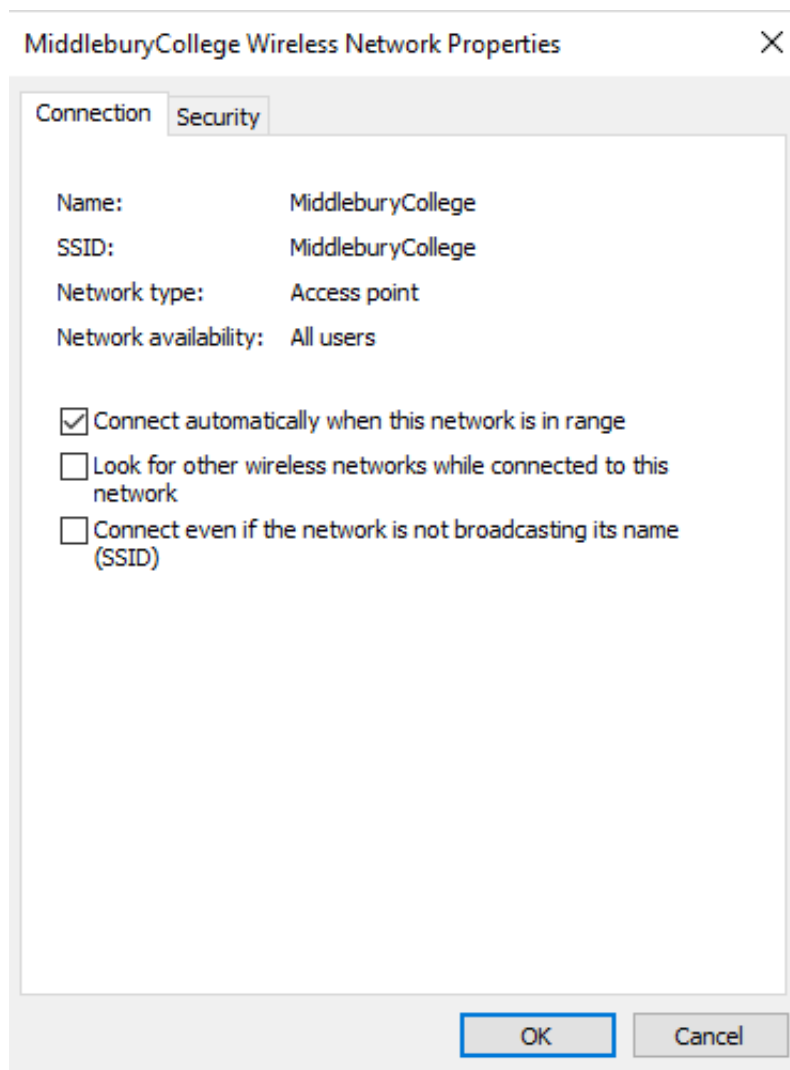 MiddleburyCollege Wireless Network Properties
Connection Security
Name: MiddleburyCollege
SSID: MiddleburyCollege
Network type: Access point
Network availability: All users
Connect automatically when this network is in range
Look for other wireless networks while connected to this
network
Connect even if the network is not broadcasting its name
(SSID)
OK Cancel